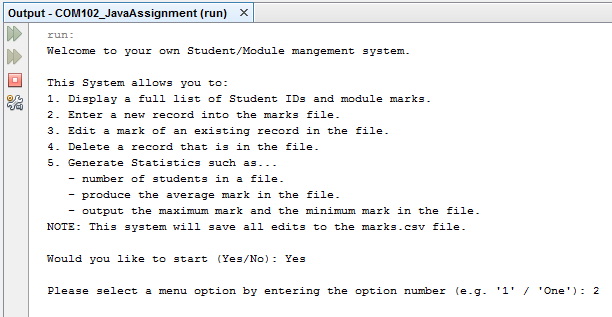 Output - COM102_JavaAssignment (run)
run:
Welcome to your own Student/Module mangement system.
This System allows you to:
1. Display a full list of Student IDs and module marks.
2. Enter a new record into the marks file.
3. Edit a mark of an existing record in the file.
4. Delete a record that is in the file.
5. Generate Statistics such as...
- number of students in a file.
- produce the average mark in the file.
- output the maximum mark and the minimum mark in the file.
NOTE: This system will save all edits to the marks.csv file.
Would you like to start (Yes/No): Yes
Please select a menu option by entering the option number (e.g. '1' / 'One'): 2